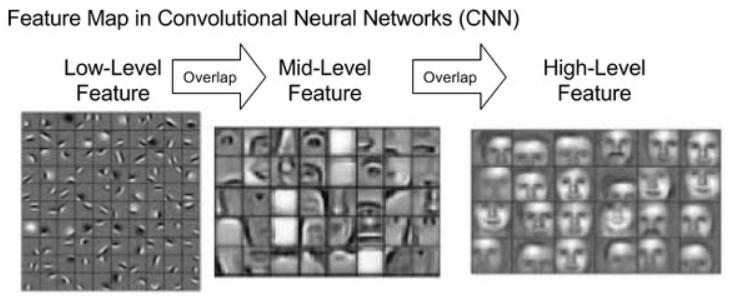 Feature Map in Convolutional Neural Networks (CNN)
Low-Level
Feature
Overlap
Mid-Level
Feature
Overlap
High-Level
Feature